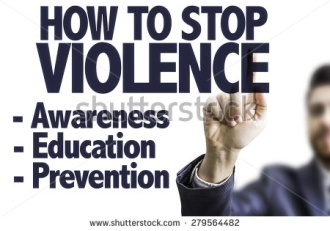 HOW TO STOP
VIOLENCE
- Awareness
- Education
- Prevention
shutterstock
www.shutterstock.com · 279564482